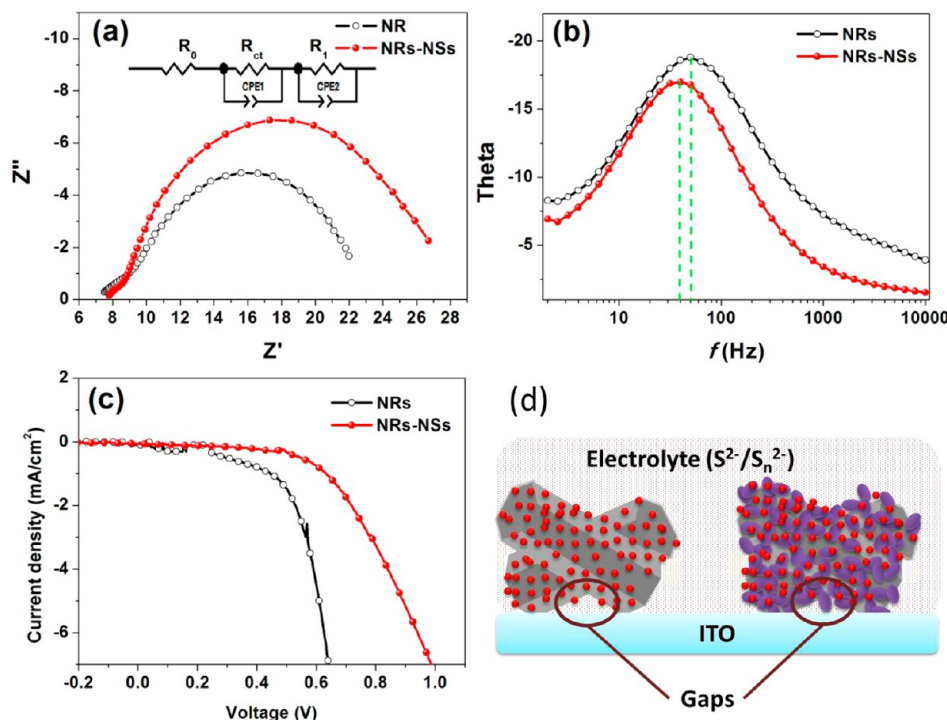 (a)
NR
NRs-NSs
R0
Rct
R1
CPE1
CPE2
-14
-12
-10
-8
-6
-4
-2
0
Z''
6 8 10 12 14 16 18 20 22 24 26 28
Z'
(b)
NRs
NRs-NSs
-20
-15
-10
-5
Theta
10 100 1000 10000
f (Hz)
(c)
NRs
NRs-NSs
2
0
-2
-4
-6
Current density (mA/cm²)
-0.2 0.0 0.2 0.4 0.6 0.8 1.0
Voltage (V)
(d)
Electrolyte (S²⁻/Sn²⁻)
ITO
Gaps